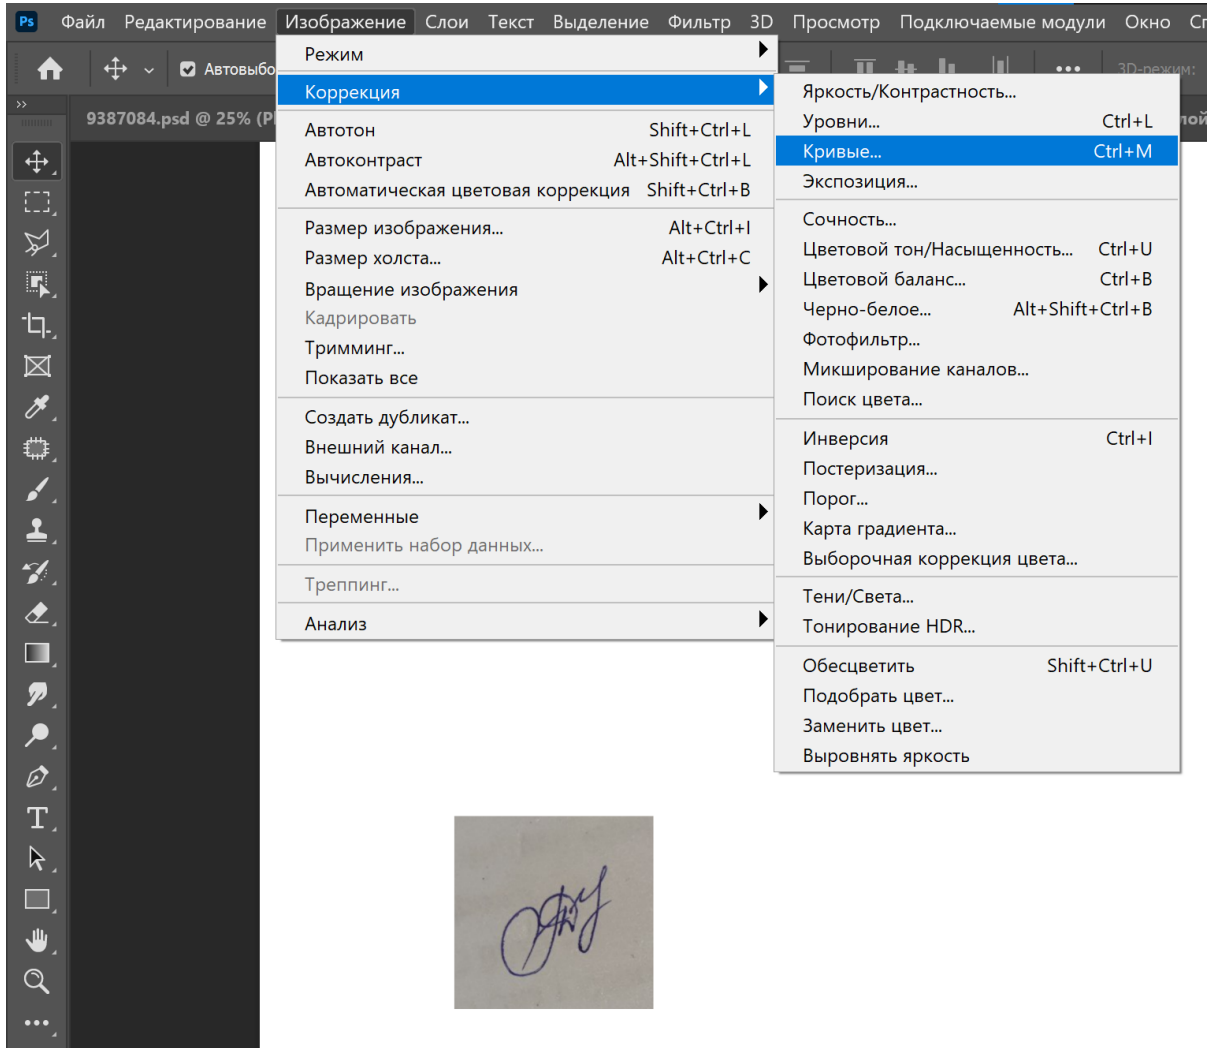 Ps Файл Редактирование Изображение Слои Текст Выделение Фильтр 3D Просмотр Подключаемые модули Окно
Автовыбо 3D-режим:
9387084.psd @ 25%
Режим
Коррекция
Автотон Shift+Ctrl+L
Автоконтраст Alt+Shift+Ctrl+L
Автоматическая цветовая коррекция Shift+Ctrl+B
Размер изображения... Alt+Ctrl+I
Размер холста... Alt+Ctrl+C
Вращение изображения
Кадрировать
Тримминг...
Показать все
Создать дубликат...
Внешний канал...
Вычисления...
Переменные
Применить набор данных...
Треппинг...
Анализ
Яркость/Контрастность...
Уровни... Ctrl+L
Кривые... Ctrl+M
Экспозиция...
Сочность...
Цветовой тон/Насыщенность... Ctrl+U
Цветовой баланс... Ctrl+B
Черно-белое... Alt+Shift+Ctrl+B
Фотофильтр...
Микширование каналов...
Поиск цвета...
Инверсия Ctrl+I
Постеризация...
Порог...
Карта градиента...
Выборочная коррекция цвета...
Тени/Света...
Тонирование HDR...
Обесцветить Shift+Ctrl+U
Подобрать цвет...
Заменить цвет...
Выровнять яркость